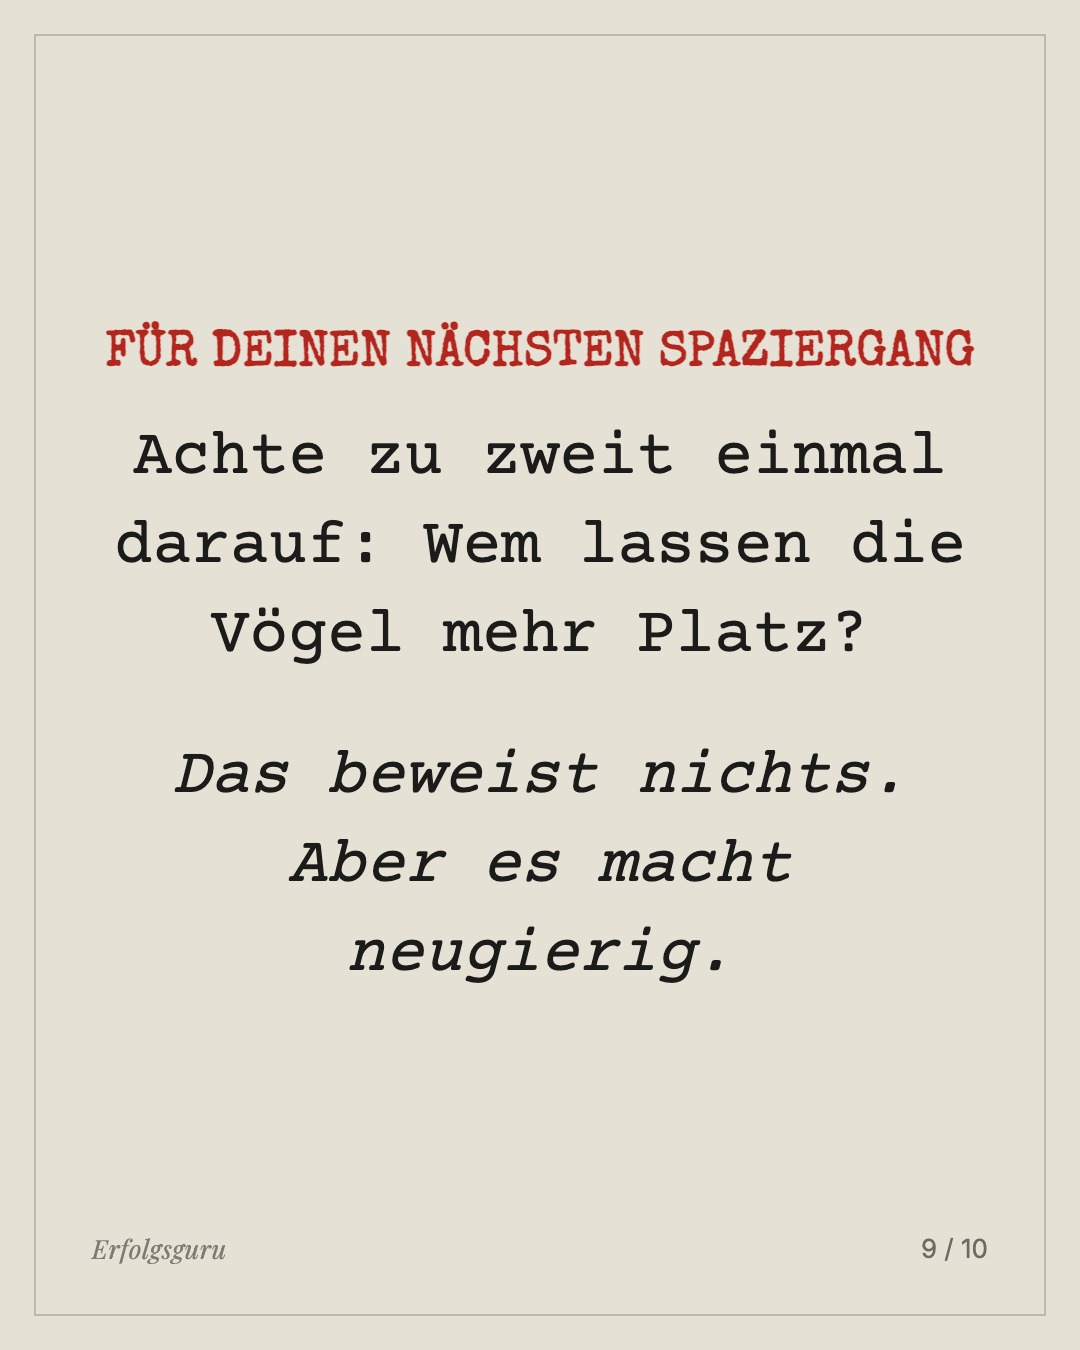 FÜR DEINEN NÄCHSTEN SPAZIERGANG
Achte zu zweit einmal
darauf: Wem lassen die
Vögel mehr Platz?
Das beweist nichts.
Aber es macht
neugierig.
Erfolgsguru
9 / 10